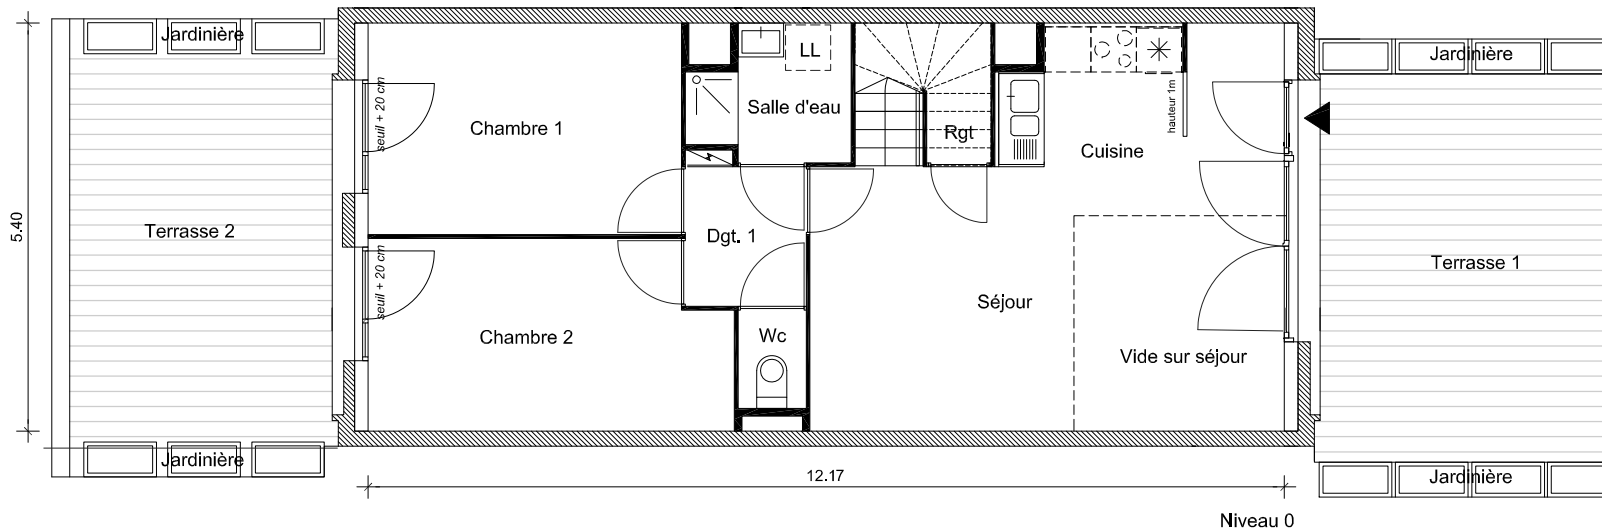 Jardinière
Jardinière
LL
seuil + 20 cm
hauteur 1m
Salle d'eau
Chambre 1
Rgt
Cuisine
5.40
Terrasse 2
Dgt. 1
Terrasse 1
seuil + 20 cm
Séjour
Chambre 2
Wc
Vide sur séjour
Jardinière
12.17
Jardinière
Niveau 0